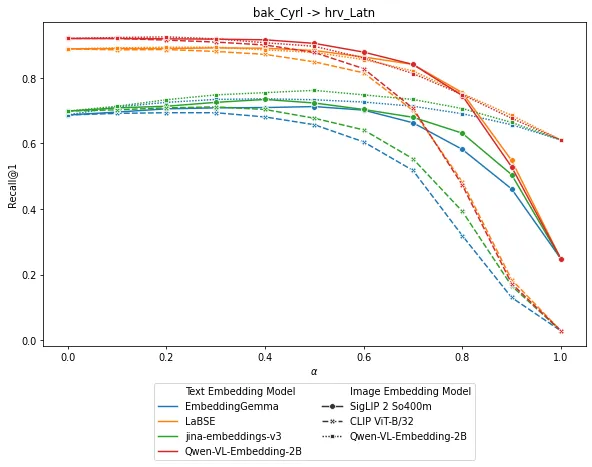 bak_Cyrl -> hrv_Latn
Recall@1
0.8
0.6
0.4
0.2
0.0
0.0 0.2 0.4 0.6 0.8 1.0
α
Text Embedding Model Image Embedding Model
EmbeddingGemma SigLIP 2 So400m
LaBSE CLIP ViT-B/32
jina-embeddings-v3 Qwen-VL-Embedding-2B
Qwen-VL-Embedding-2B